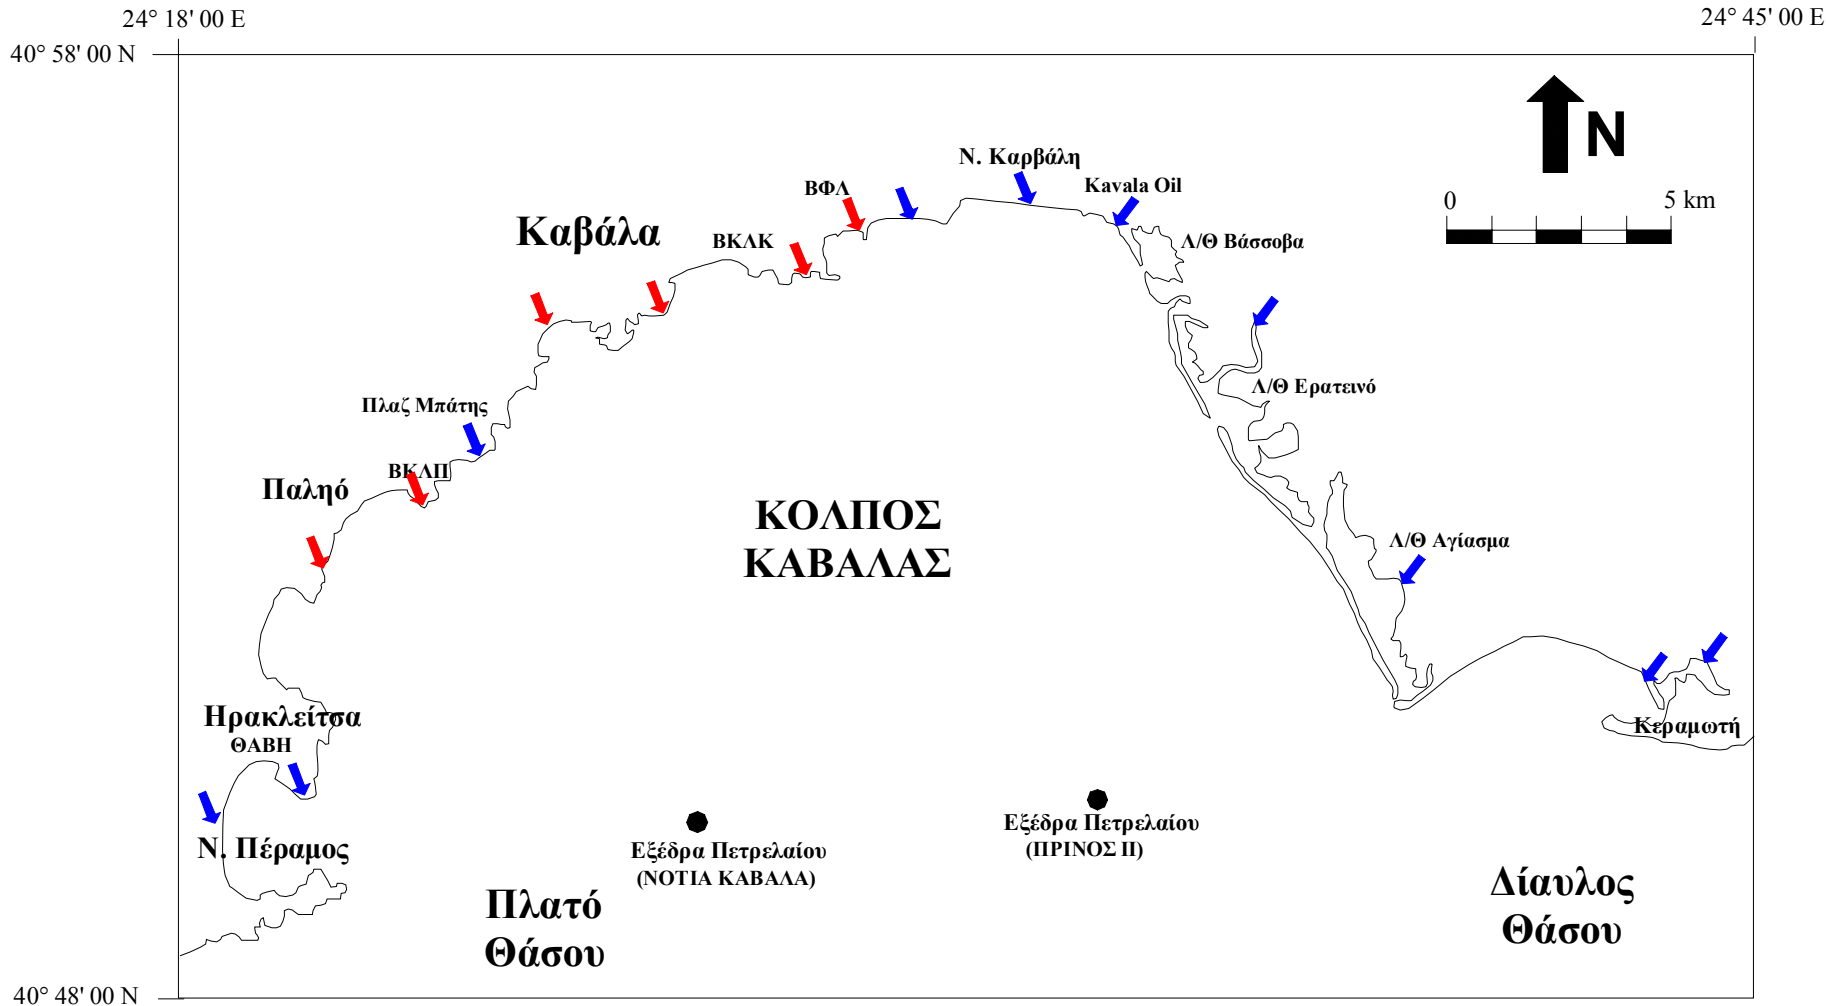 24° 18' 00 E
24° 45' 00 E
40° 58' 00 N
N
Ν. Καρβάλη
ΒΦΛ
Kavala Oil
0 5 km
Καβάλα
ΒΚΛΚ
Λ/Θ Βάσσοβα
Λ/Θ Ερατεινό
Πλαζ Μπάτης
ΒΚΛΠ
Παληό
ΚΟΛΠΟΣ
ΚΑΒΑΛΑΣ
Λ/Θ Αγίασμα
Ηρακλείτσα
ΘΑΒΗ
Κεραμωτή
Ν. Πέραμος
Εξέδρα Πετρελαίου
(ΝΟΤΙΑ ΚΑΒΑΛΑ)
Εξέδρα Πετρελαίου
(ΠΡΙΝΟΣ ΙΙ)
Πλατό
Θάσου
Δίαυλος
Θάσου
40° 48' 00 N